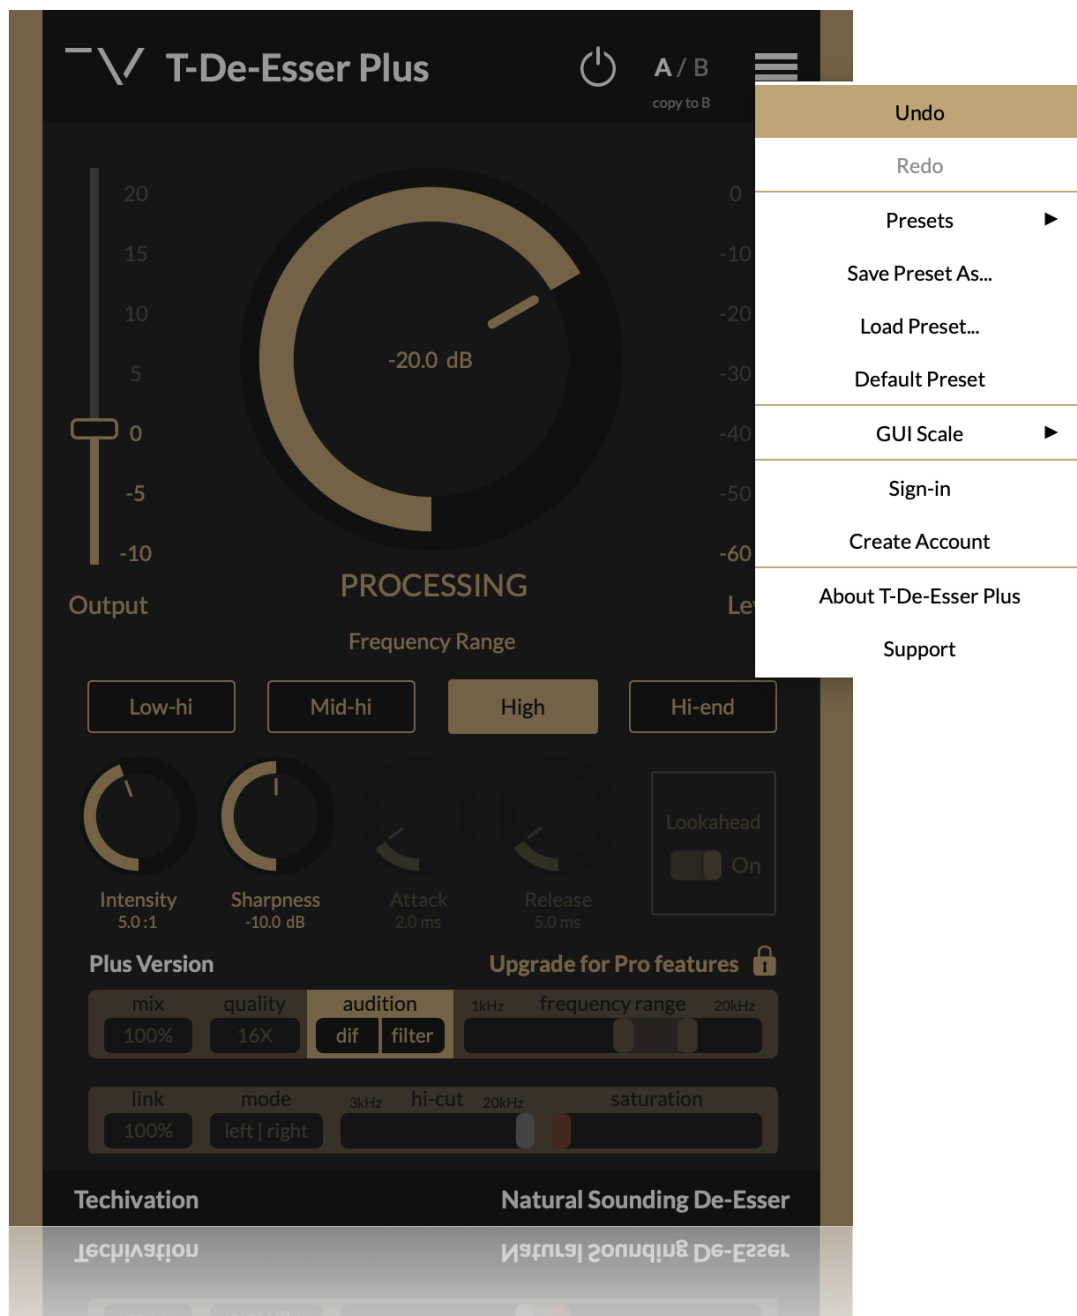 T-De-Esser Plus
A / B
copy to B
Undo
Redo
Presets
Save Preset As...
Load Preset...
Default Preset
GUI Scale
Sign-in
Create Account
About T-De-Esser Plus
Support
20
15
10
5
0
-5
-10
Output
-20.0 dB
PROCESSING
0
-10
-20
-30
-40
-50
-60
Frequency Range
Low-hi Mid-hi High Hi-end
Intensity Sharpness Attack Release
5.0 :1 -10.0 dB 2.0 ms 5.0 ms
Lookahead
On
Plus Version Upgrade for Pro features
mix quality audition 1kHz frequency range 20kHz
100% 16X dif filter
link mode 3kHz hi-cut 20kHz saturation
100% left | right
Techivation Natural Sounding De-Esser